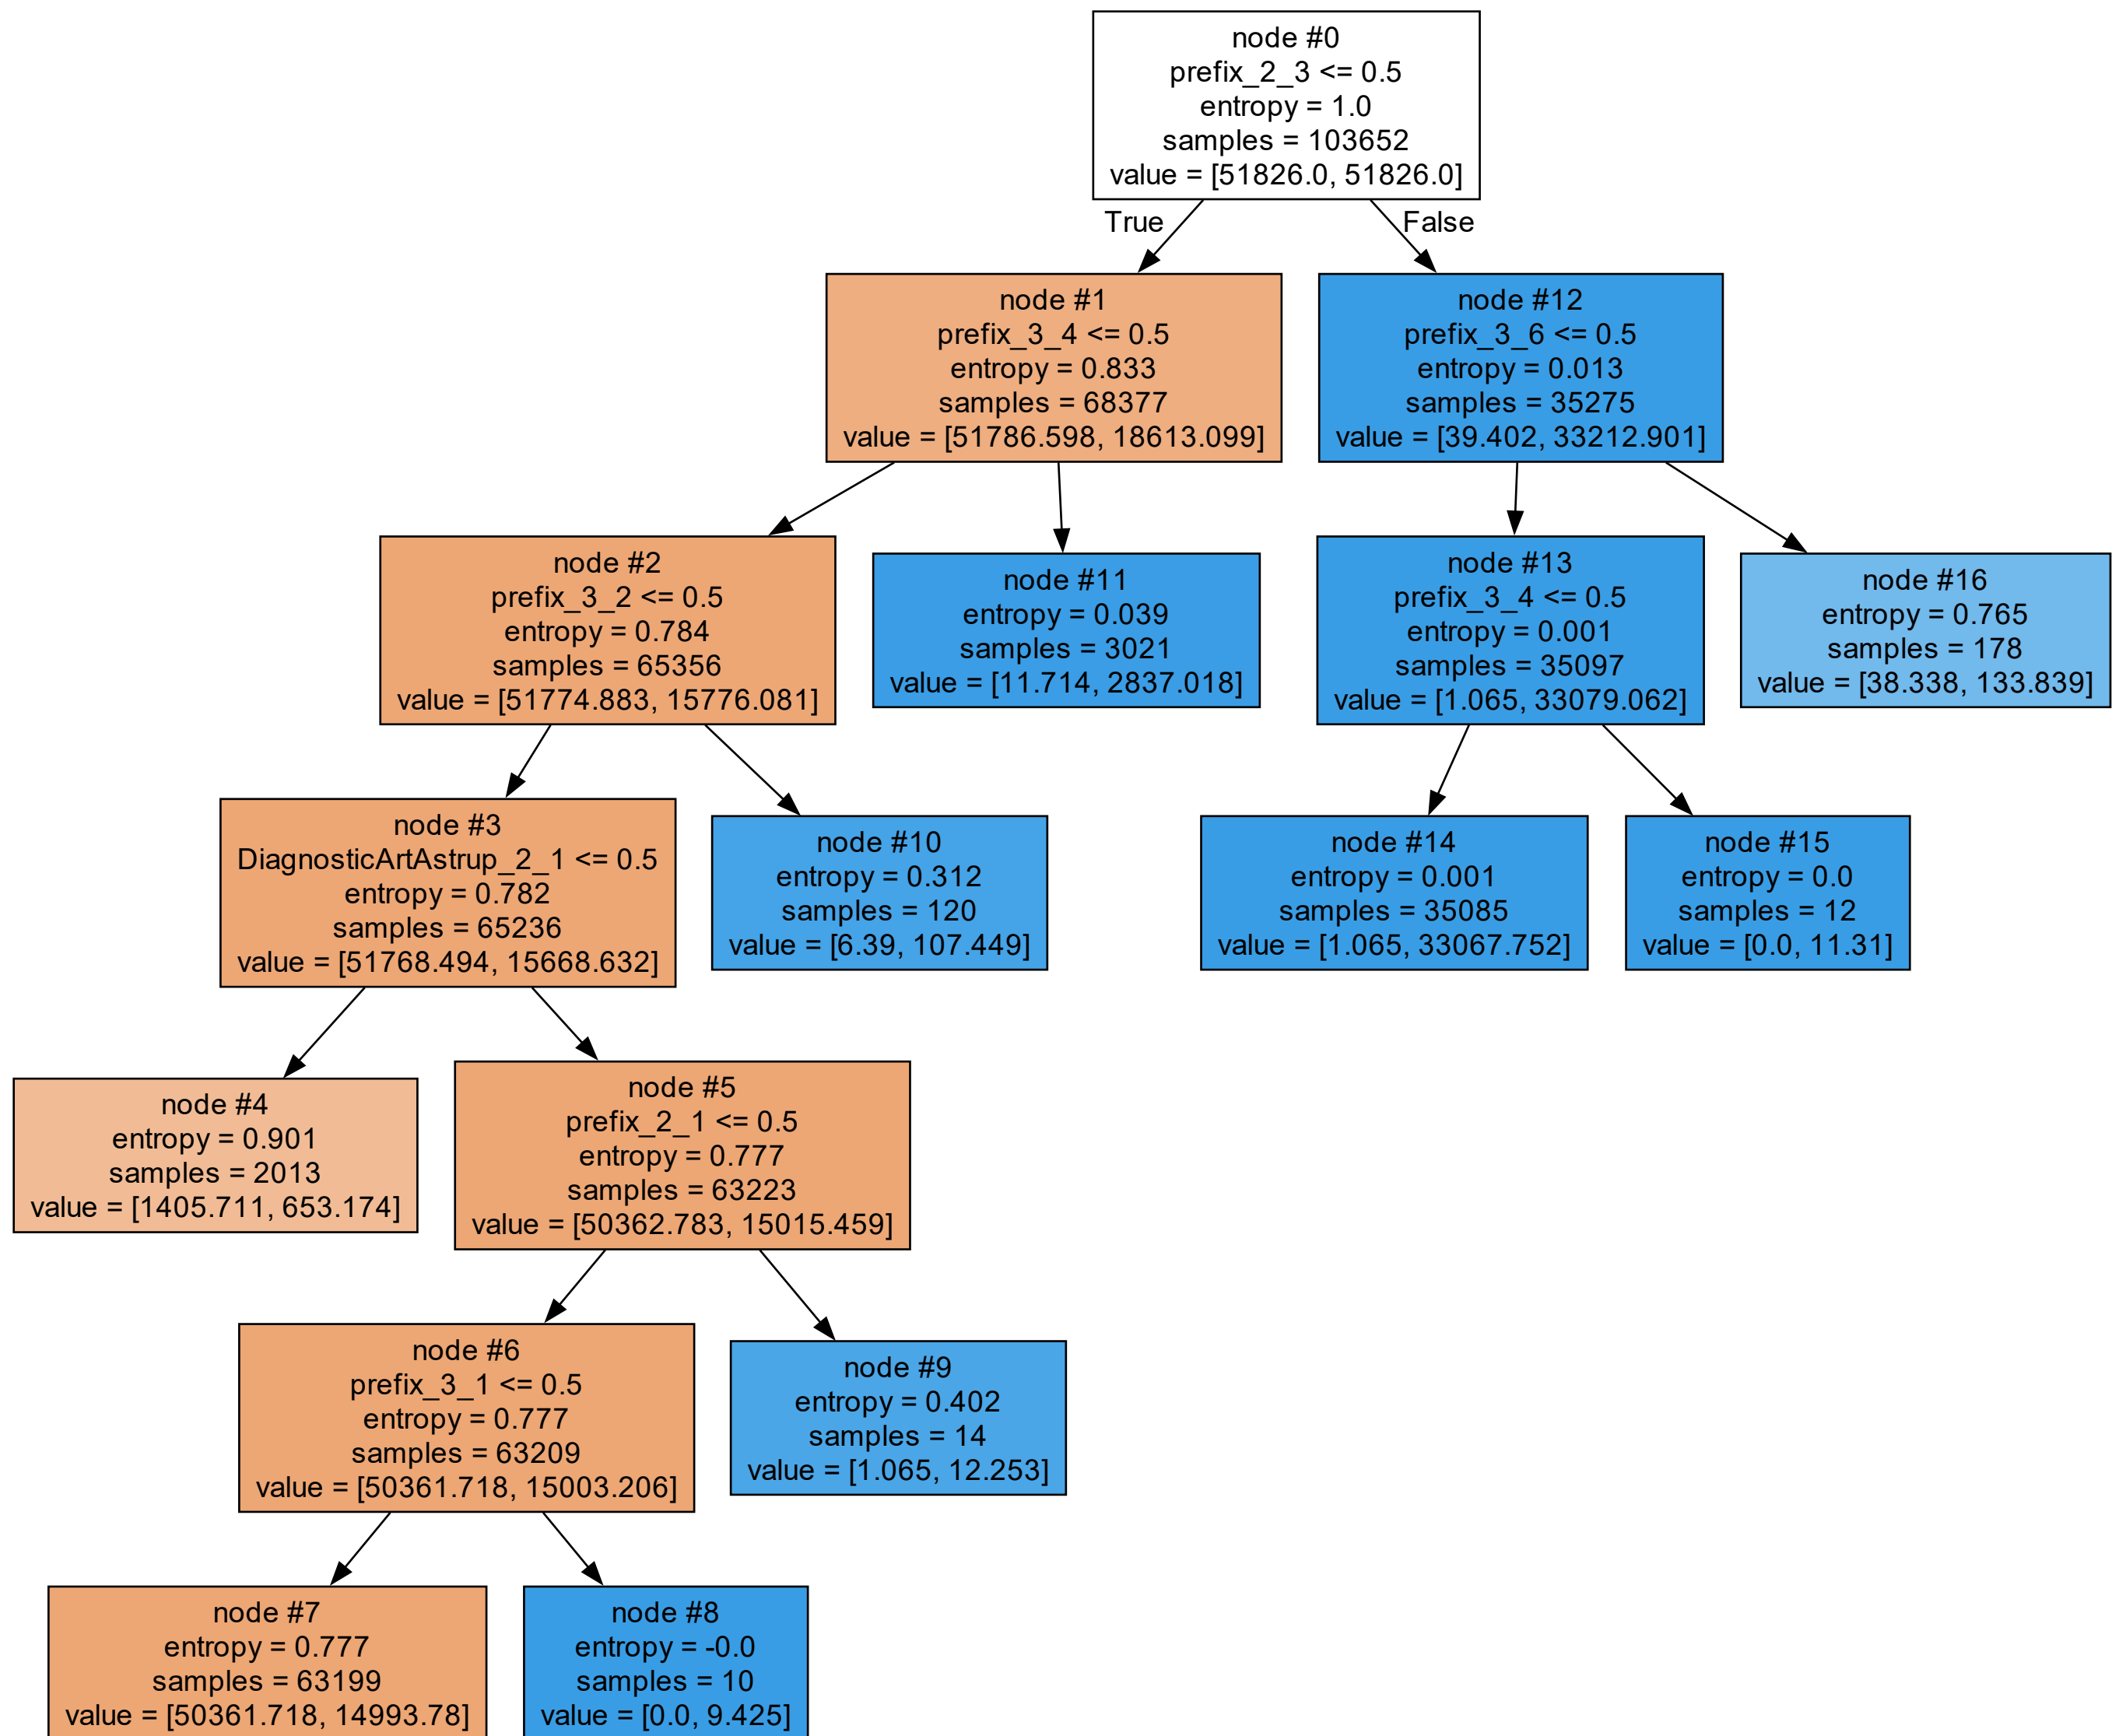 node #0
prefix_2_3 <= 0.5
entropy = 1.0
samples = 103652
value = [51826.0, 51826.0]
True
False
node #1
prefix_3_4 <= 0.5
entropy = 0.833
samples = 68377
value = [51786.598, 18613.099]
node #12
prefix_3_6 <= 0.5
entropy = 0.013
samples = 35275
value = [39.402, 33212.901]
node #2
prefix_3_2 <= 0.5
entropy = 0.784
samples = 65356
value = [51774.883, 15776.081]
node #11
entropy = 0.039
samples = 3021
value = [11.714, 2837.018]
node #13
prefix_3_4 <= 0.5
entropy = 0.001
samples = 35097
value = [1.065, 33079.062]
node #16
entropy = 0.765
samples = 178
value = [38.338, 133.839]
node #3
DiagnosticArtAstrup_2_1 <= 0.5
entropy = 0.782
samples = 65236
value = [51768.494, 15668.632]
node #10
entropy = 0.312
samples = 120
value = [6.39, 107.449]
node #14
entropy = 0.001
samples = 35085
value = [1.065, 33067.752]
node #15
entropy = 0.0
samples = 12
value = [0.0, 11.31]
node #4
entropy = 0.901
samples = 2013
value = [1405.711, 653.174]
node #5
prefix_2_1 <= 0.5
entropy = 0.777
samples = 63223
value = [50362.783, 15015.459]
node #6
prefix_3_1 <= 0.5
entropy = 0.777
samples = 63209
value = [50361.718, 15003.206]
node #9
entropy = 0.402
samples = 14
value = [1.065, 12.253]
node #7
entropy = 0.777
samples = 63199
value = [50361.718, 14993.78]
node #8
entropy = -0.0
samples = 10
value = [0.0, 9.425]